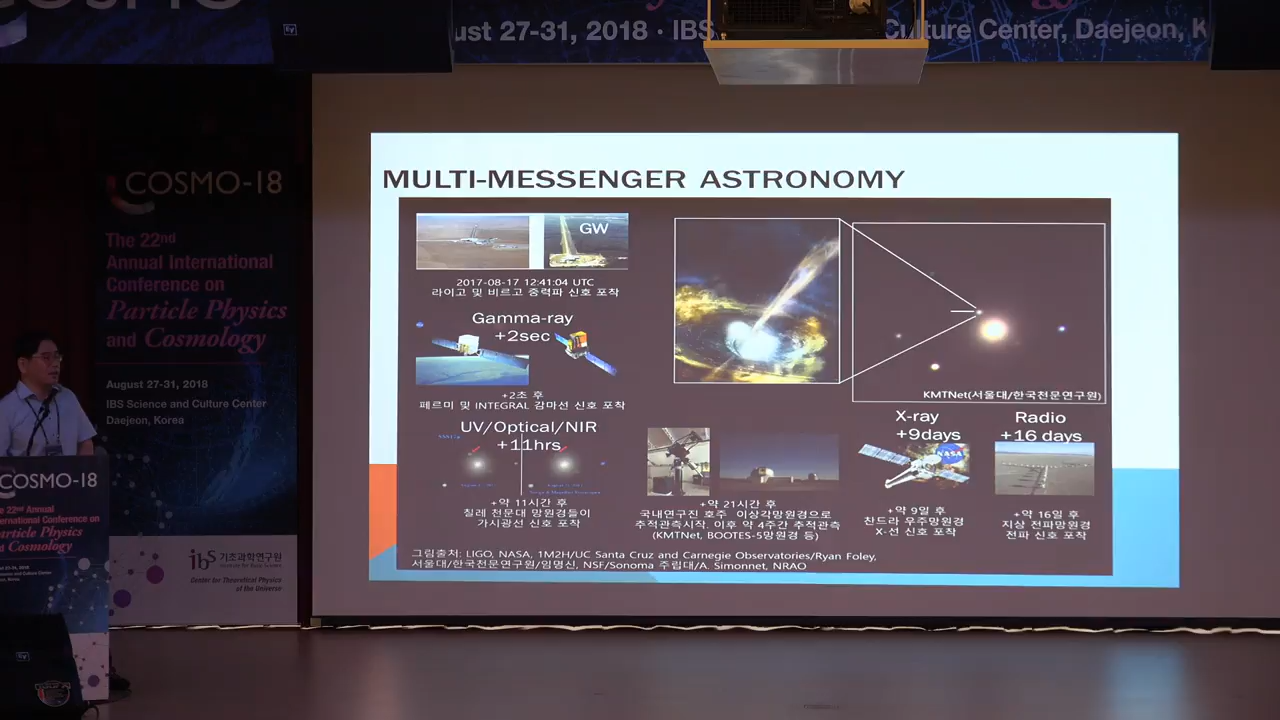 ust 27-31, 2018 · IBS
Culture Center, Daejeon, K
COSMO-18
The 22nd
Annual International
Conference on
Particle Physics
and Cosmology
August 27-31, 2018
IBS Science and Culture Center
Daejeon, Korea
ibs 기초과학연구원
Institute for Basic Science
Center for Theoretical Physics
of the Universe
COSMO-18
The 22nd Annual
International Conference on
Particle Physics
and Cosmology
MULTI-MESSENGER ASTRONOMY
GW
2017-08-17 12:41:04 UTC
라이고 및 비르고 중력파 신호 포착
Gamma-ray
+2sec
+2초 후
페르미 및 INTEGRAL 감마선 신호 포착
UV/Optical/NIR
+11hrs
+약 11시간 후
칠레 천문대 망원경들이
가시광선 신호 포착
+약 21시간 후
국내연구진 호주 이상각망원경으로
추적관측시작. 이후 약 4주간 추적관측
(KMTNet, BOOTES-5망원경 등)
KMTNet(서울대/한국천문연구원)
X-ray
+9days
NASA
+약 9일 후
찬드라 우주망원경
X-선 신호 포착
Radio
+16 days
+약 16일 후
지상 전파망원경
전파 신호 포착
그림출처: LIGO, NASA, 1M2H/UC Santa Cruz and Carnegie Observatories/Ryan Foley,
서울대/한국천문연구원/임명신, NSF/Sonoma 주립대/A. Simonnet, NRAO